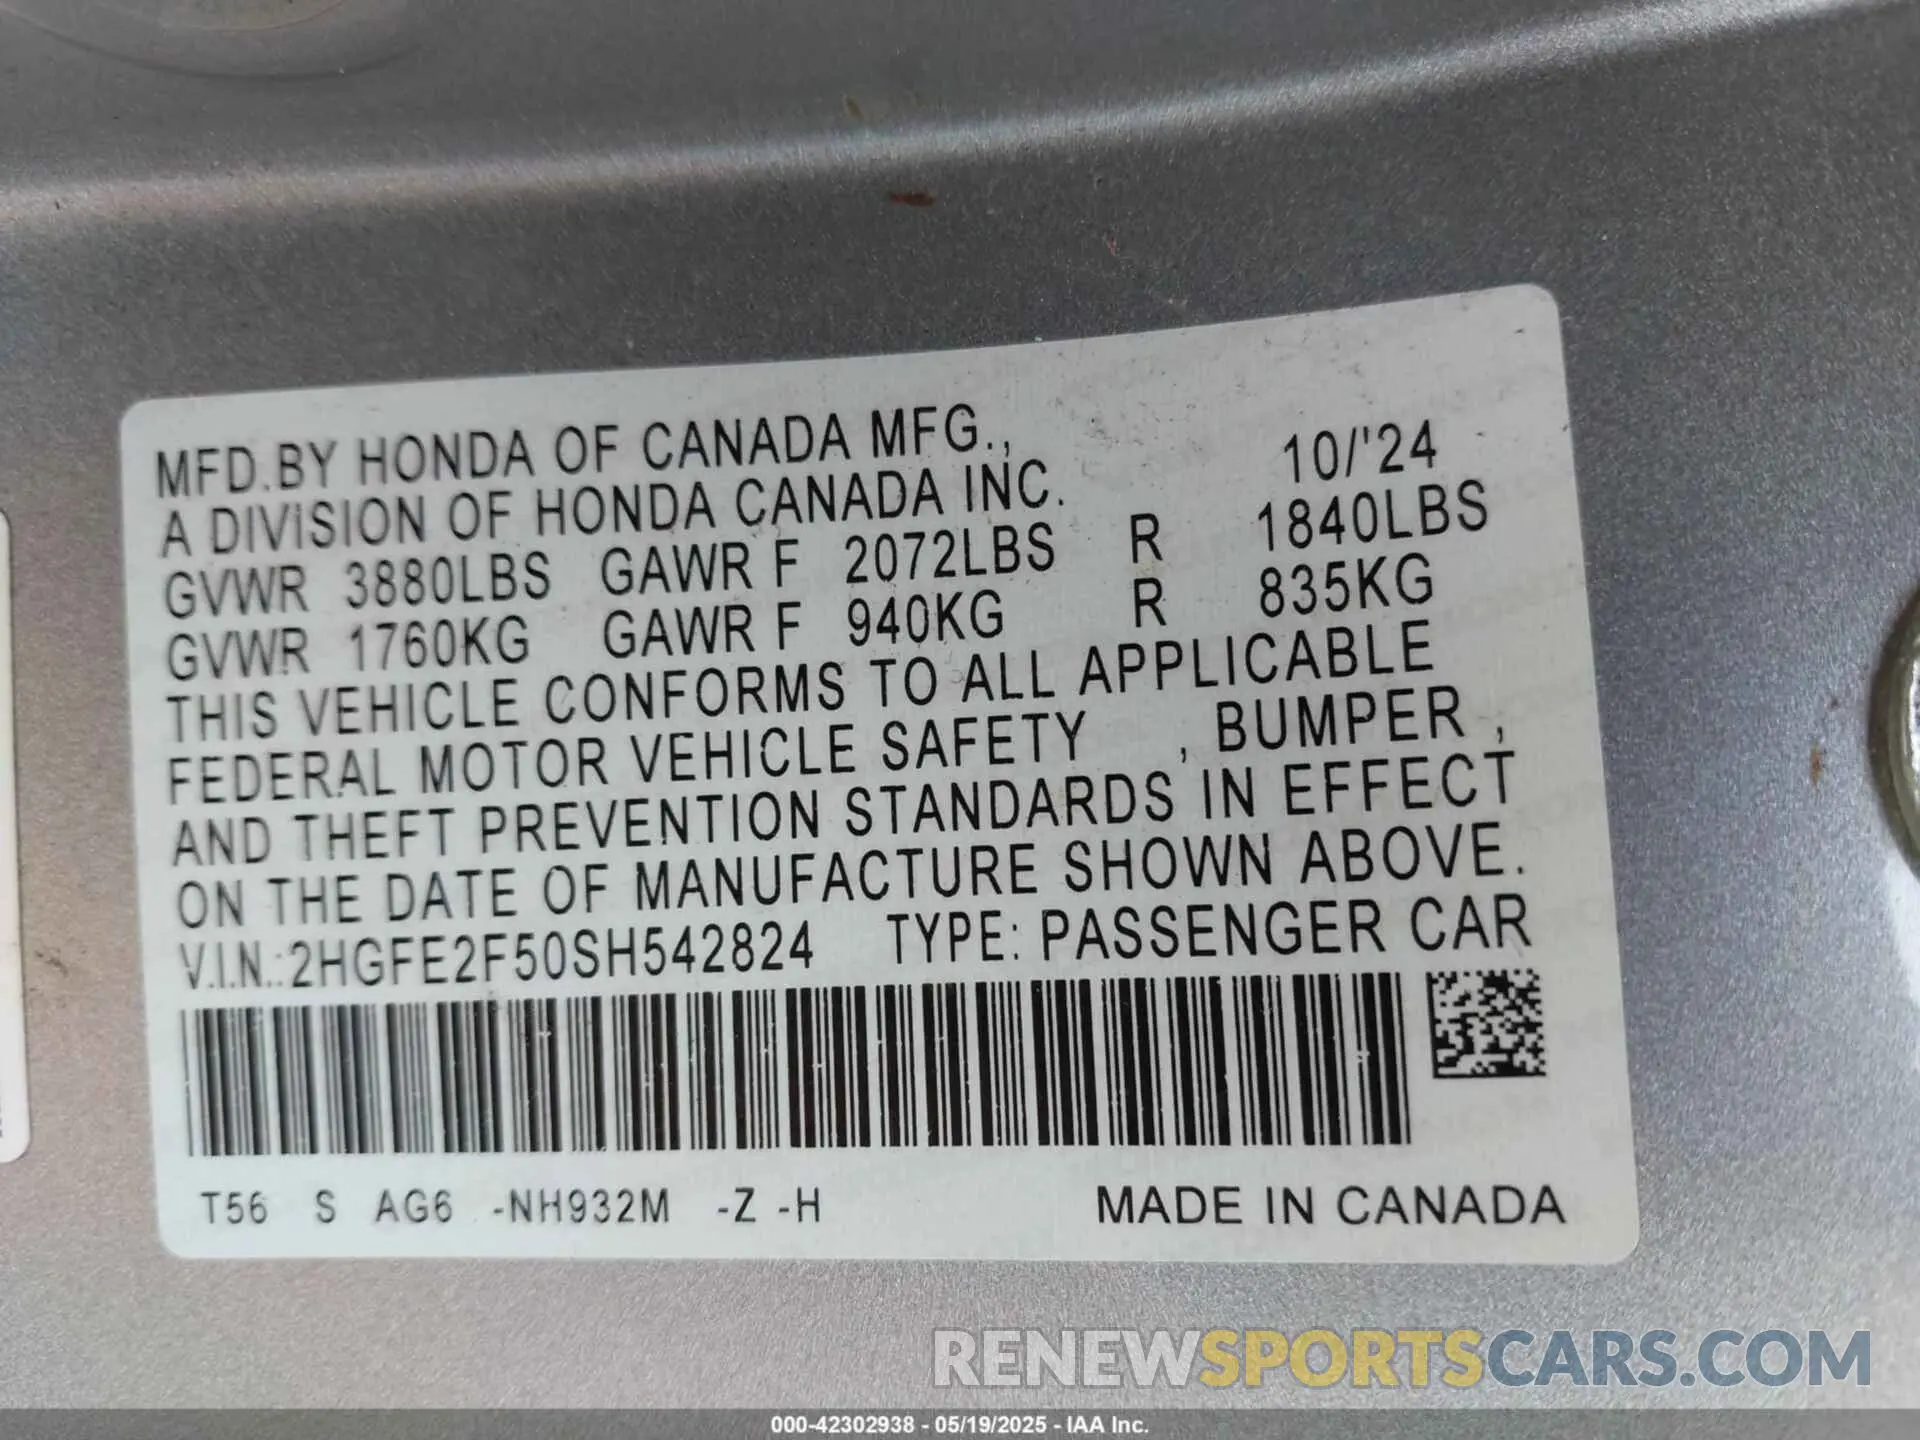 MFD.BY HONDA OF CANADA MFG., 10/'24
A DIVISION OF HONDA CANADA INC.
GVWR 3880LBS GAWR F 2072LBS R 1840LBS
GVWR 1760KG GAWR F 940KG R 835KG
THIS VEHICLE CONFORMS TO ALL APPLICABLE
FEDERAL MOTOR VEHICLE SAFETY , BUMPER ,
AND THEFT PREVENTION STANDARDS IN EFFECT
ON THE DATE OF MANUFACTURE SHOWN ABOVE.
V.I.N.:2HGFE2F50SH542824 TYPE: PASSENGER CAR
T56 S AG6 -NH932M -Z -H MADE IN CANADA
RENEWSPORTSCARS.COM
000-42302938 - 05/19/2025 - IAA Inc.